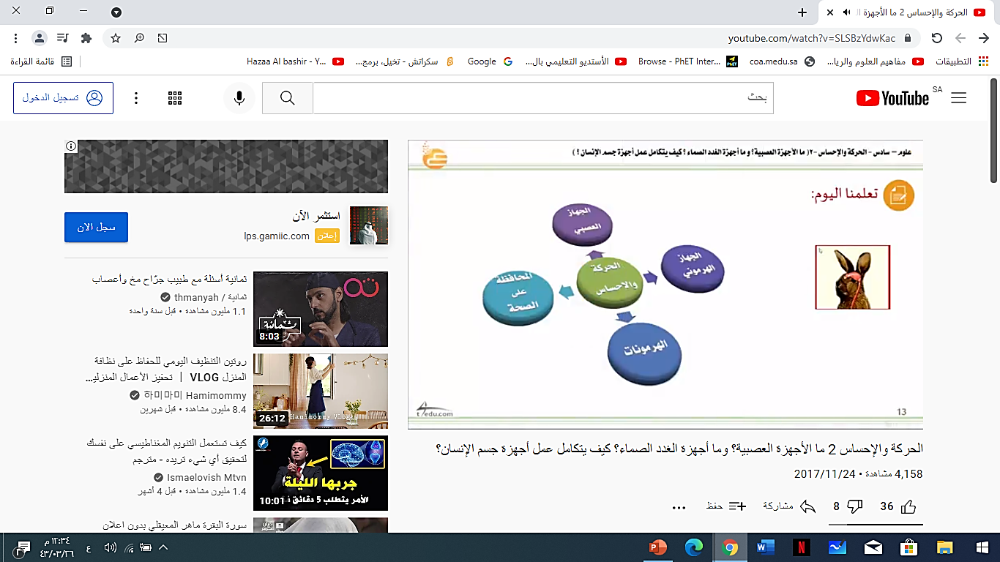 الحركة والإحساس 2 ما الأجهزة ا
youtube.com/watch?v=SLSBzYdwKac
التطبيقات
مفاهيم العلوم والريا...
coa.medu.sa
Browse - PhET Inter...
الأستديو التعليمي بال...
Google
سكراتش - تخيل، برمج...
Hazaa Al bashir - Y...
قائمة القراءة
YouTube SA
بحث
تسجيل الدخول
علوم – سادس - الحركة والإحساس -٢( ما الأجهزة العصبية؟ و ما أجهزة الغدد الصماء ؟ كيف يتكامل عمل أجهزة جسم الإنسان ؟ )
تعلمنا اليوم:
الجهاز
العصبي
الجهاز
الهرموني
الحركة
والاحساس
المحافظة
على
الصحة
الهرمونات
t4edu.com
13
الحركة والإحساس 2 ما الأجهزة العصبية؟ وما أجهزة الغدد الصماء؟ كيف يتكامل عمل أجهزة جسم الإنسان؟
4,158 مشاهدة • 2017/11/24
36
8
مشاركة
حفظ
استثمر الآن
إعلان lps.gamiic.com
سجل الان
ثمانية أسئلة مع طبيب جرّاح مخ وأعصاب
ثمانية / thmanyah
1.1 مليون مشاهدة • قبل سنة واحدة
ثمانية
8:03
روتين التنظيف اليومي للحفاظ على نظافة
المنزل VLOG | تحفيز الأعمال المنزلي...
하미마미 Hamimommy
8.4 مليون مشاهدة • قبل شهرين
Hamimommy Vlog
26:12
كيف تستعمل التنويم المغناطيسي على نفسك
لتحقيق أي شيء تريده - مترجم
Ismaelovish Mtvn
1.4 مليون مشاهدة • قبل 4 أشهر
جربها الليلة
الأمر يتطلب 5 دقائق
10:01
سورة البقرة ماهر المعيقلي بدون اعلان
ع
١٢:٣٤ م
٤٣/٠٣/٢٦